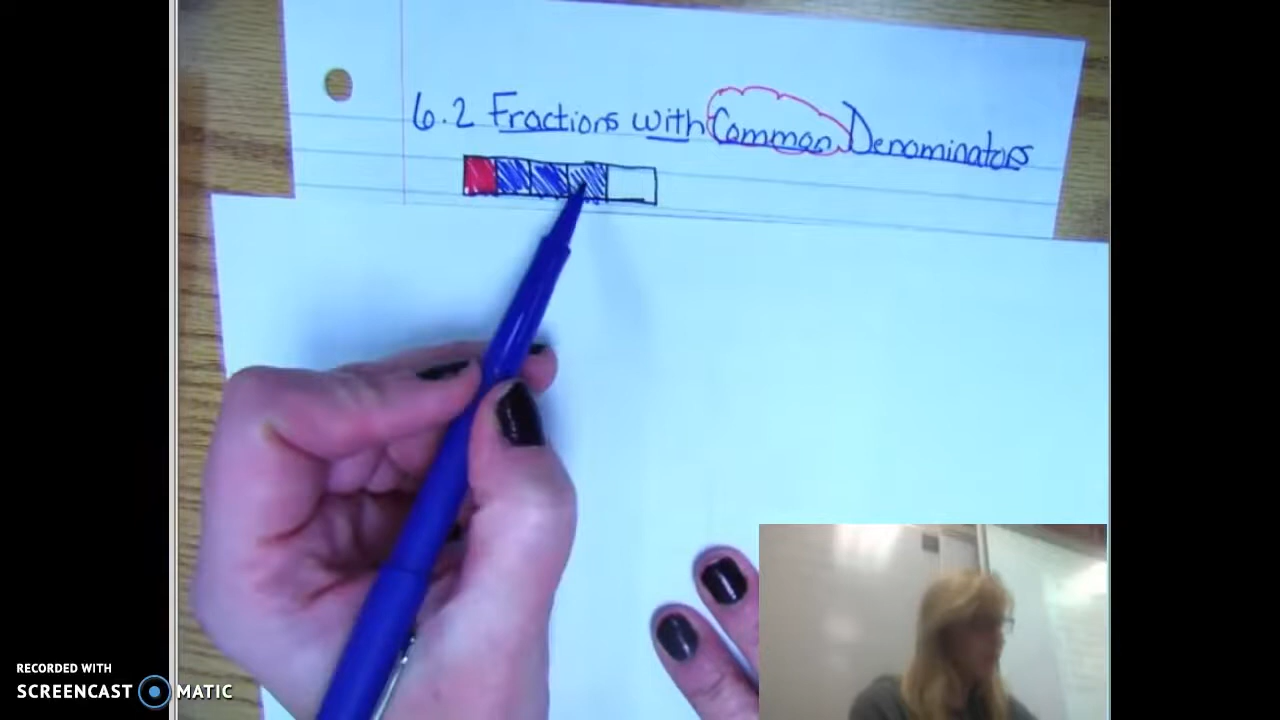 6.2 Fractions with Common Denominators
RECORDED WITH
SCREENCAST MATIC